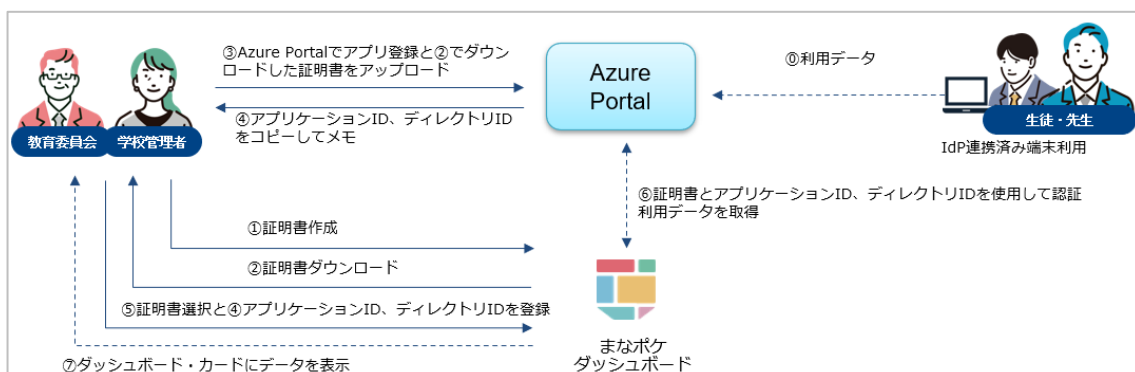 ③Azure Portalでアプリ登録と②でダウン
ロードした証明書をアップロード
Azure
Portal
⓪利用データ
④アプリケーションID、ディレクトリID
をコピーしてメモ
教育委員会
学校管理者
生徒・先生
IdP連携済み端末利用
⑥証明書とアプリケーションID、ディレクトリIDを使用して認証
利用データを取得
①証明書作成
②証明書ダウンロード
⑤証明書選択と④アプリケーションID、ディレクトリIDを登録
まなポケ
ダッシュボード
⑦ダッシュボード・カードにデータを表示